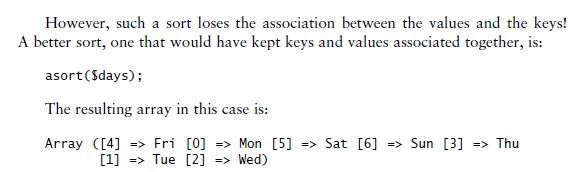 However, such a sort loses the association between the values and the keys!
A better sort, one that would have kept keys and values associated together, is:
asort($days);
The resulting array in this case is:
Array ([4] => Fri [0] => Mon [5] => Sat [6] => Sun [3] => Thu
[1] => Tue [2] => Wed)